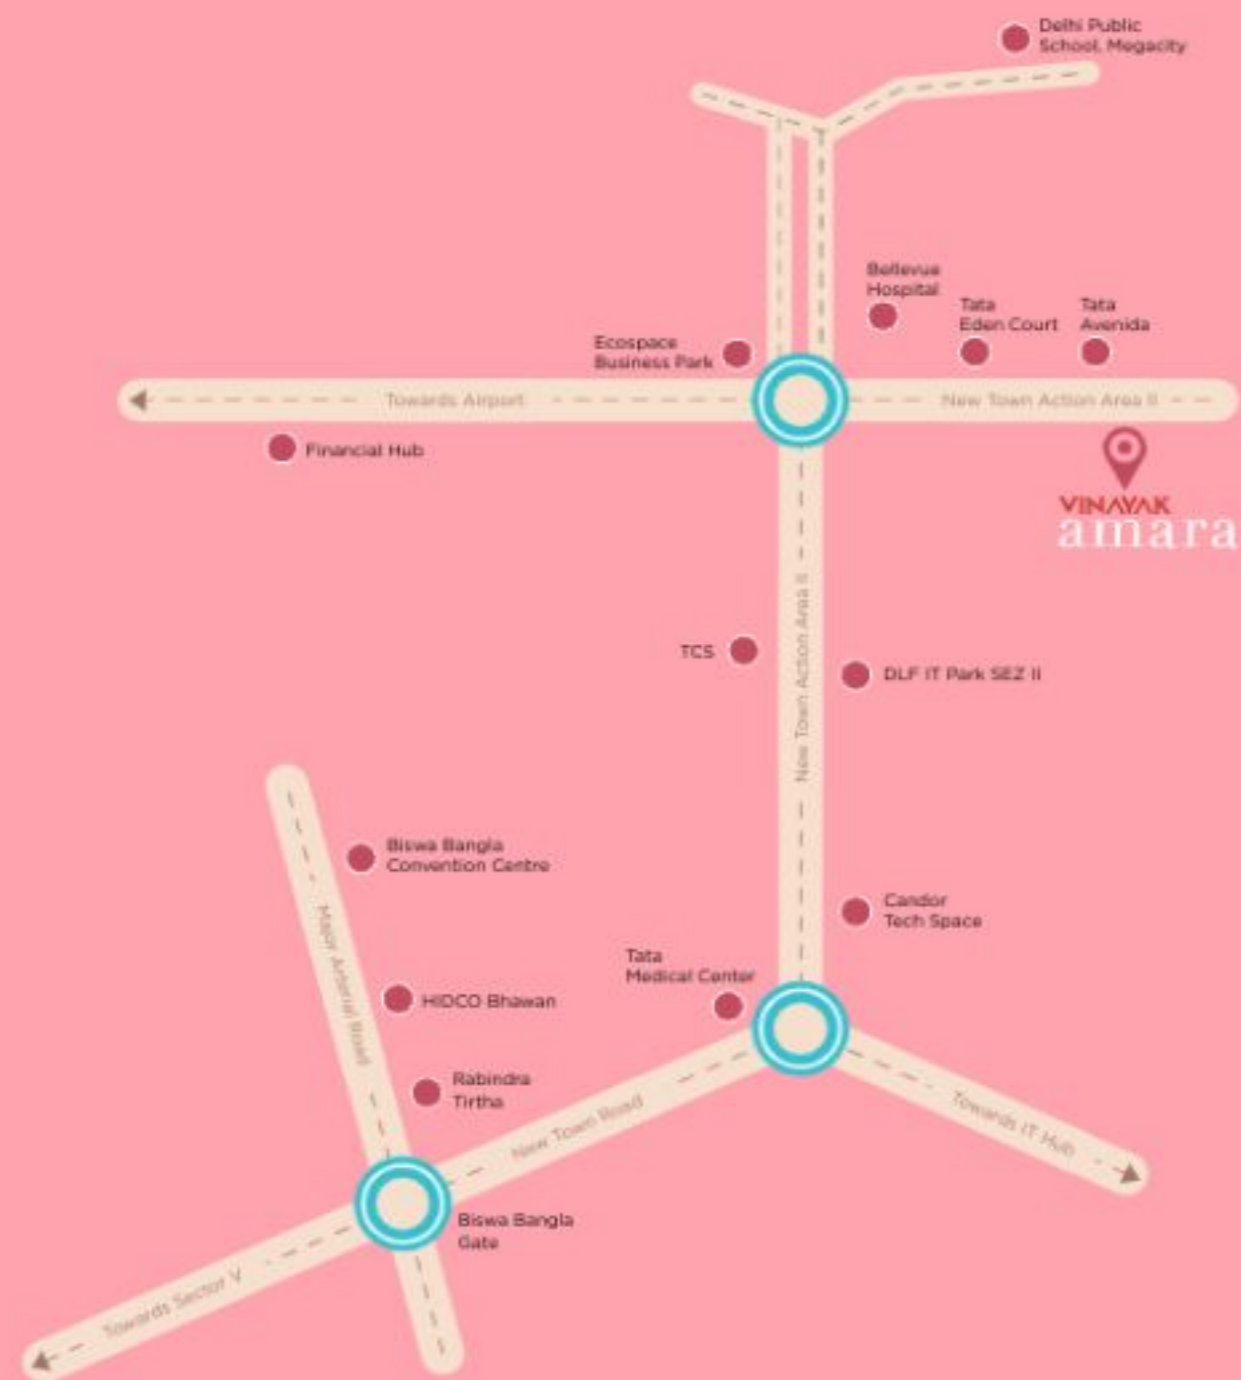 Delhi Public
School, Megacity
Bellevue
Hospital
Tata
Eden Court
Tata
Avenida
Ecospace
Business Park
Towards Airport
New Town Action Area II
Financial Hub
VINAYAK
amara
New Town Action Area II
TCS
DLF IT Park SEZ II
Biswa Bangla
Convention Centre
Major Arterial Road
Candor
Tech Space
Tata
Medical Center
HIDCO Bhawan
Rabindra
Tirtha
New Town Road
Towards IT Hub
Biswa Bangla
Gate
Towards Sector V